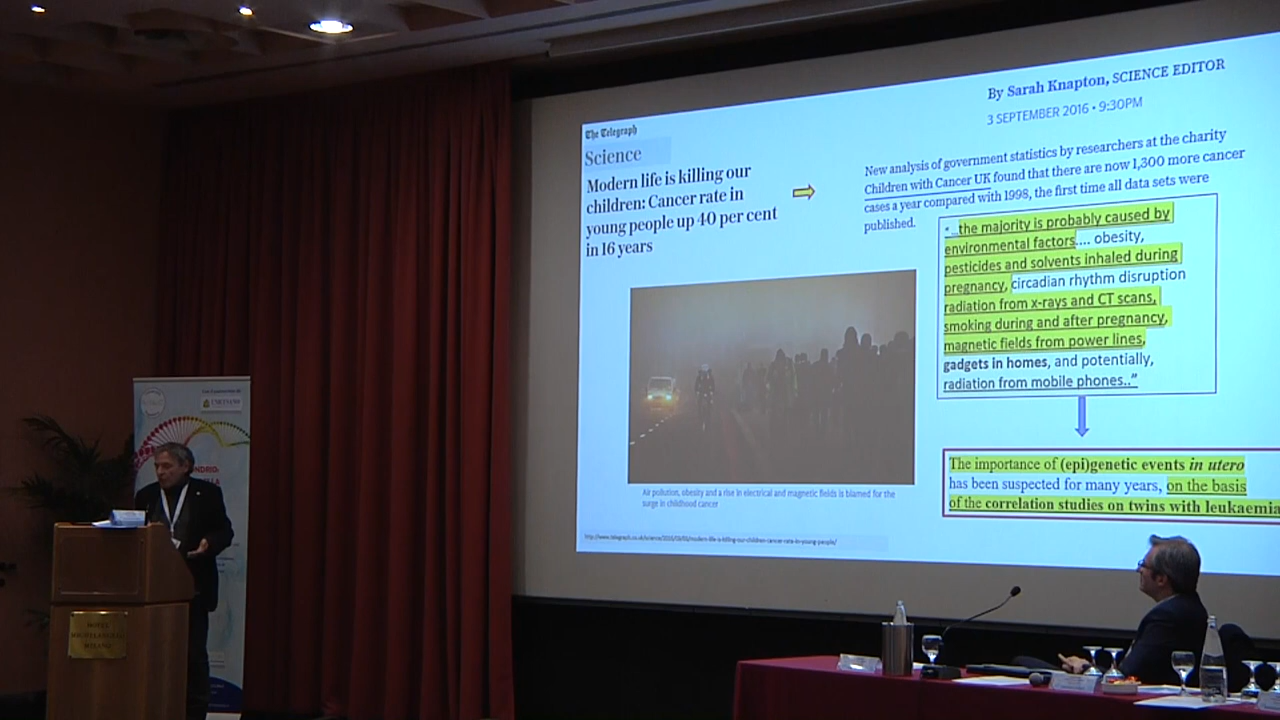 The Telegraph
Science
Modern life is killing our
children: Cancer rate in
young people up 40 per cent
in 16 years
By Sarah Knapton, SCIENCE EDITOR
3 SEPTEMBER 2016 • 9:30PM
New analysis of government statistics by researchers at the charity
Children with Cancer UK found that there are now 1,300 more cancer
cases a year compared with 1998, the first time all data sets were
published.
"...the majority is probably caused by
environmental factors.... obesity,
pesticides and solvents inhaled during
pregnancy, circadian rhythm disruption
radiation from x-rays and CT scans,
smoking during and after pregnancy,
magnetic fields from power lines,
gadgets in homes, and potentially,
radiation from mobile phones.."
Air pollution, obesity and a rise in electrical and magnetic fields is blamed for the
surge in childhood cancer
The importance of (epi)genetic events in utero
has been suspected for many years, on the basis
of the correlation studies on twins with leukaemia
HOTEL
MICHELANGELO
MILANO